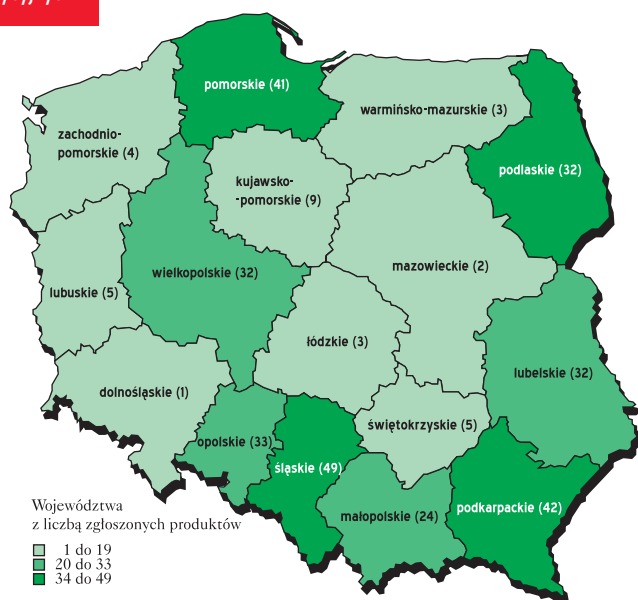 pomorskie (41)
warmińsko-mazurskie (3)
zachodnio-
pomorskie (4)
podlaskie (32)
kujawsko-
-pomorskie (9)
wielkopolskie (32)
mazowieckie (2)
lubuskie (5)
łódzkie (3)
lubelskie (32)
dolnośląskie (1)
świętokrzyskie (5)
opolskie (33)
śląskie (49)
małopolskie (24)
podkarpackie (42)
Województwa
z liczbą zgłoszonych produktów
1 do 19
20 do 33
34 do 49